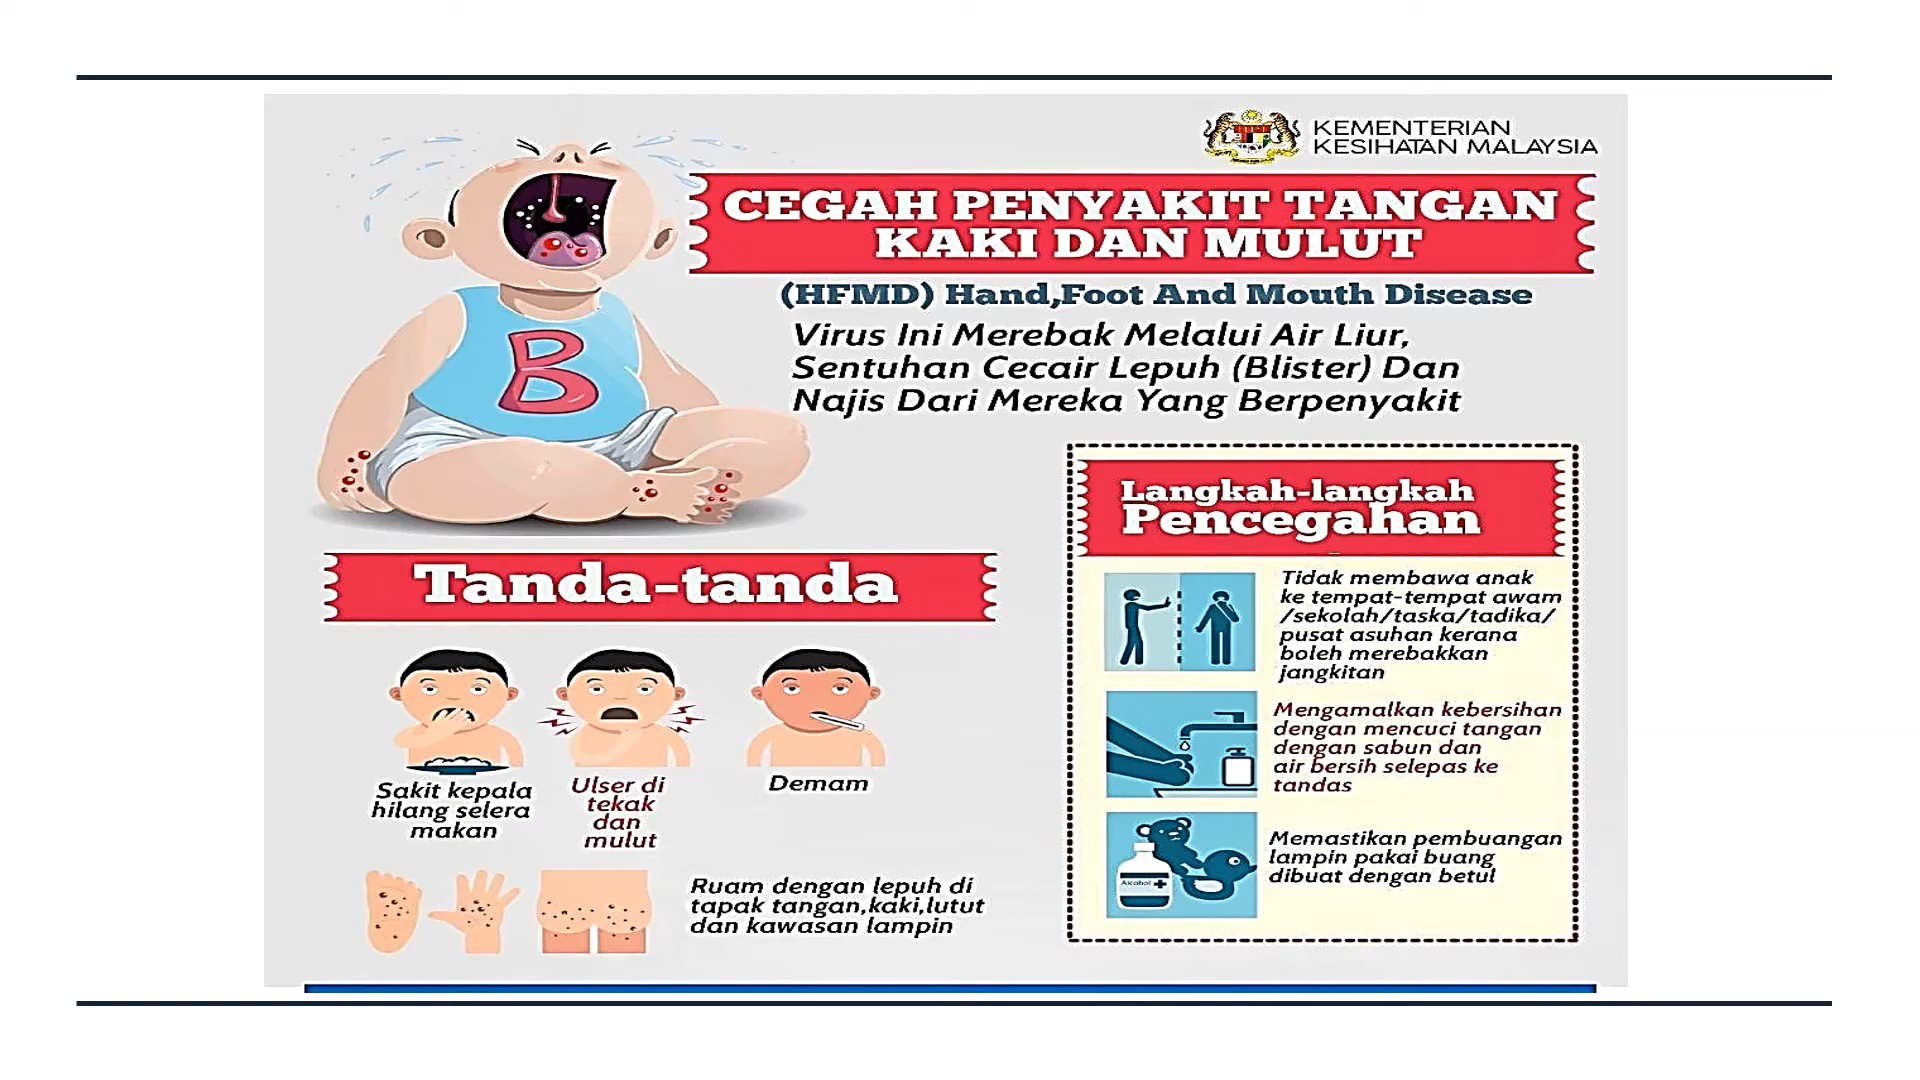 KEMENTERIAN
KESIHATAN MALAYSIA
CEGAH PENYAKIT TANGAN
KAKI DAN MULUT
(HFMD) Hand,Foot And Mouth Disease
Virus Ini Merebak Melalui Air Liur,
Sentuhan Cecair Lepuh (Blister) Dan
Najis Dari Mereka Yang Berpenyakit
B
Tanda-tanda
Sakit kepala
hilang selera
makan
Ulser di
tekak
dan
mulut
Demam
Ruam dengan lepuh di
tapak tangan,kaki,lutut
dan kawasan lampin
Langkah-langkah
Pencegahan
Tidak membawa anak
ke tempat-tempat awam
/sekolah/taska/tadika/
pusat asuhan kerana
boleh merebakkan
jangkitan
Mengamalkan kebersihan
dengan mencuci tangan
dengan sabun dan
air bersih selepas ke
tandas
Alcohol
Memastikan pembuangan
lampin pakai buang
dibuat dengan betul